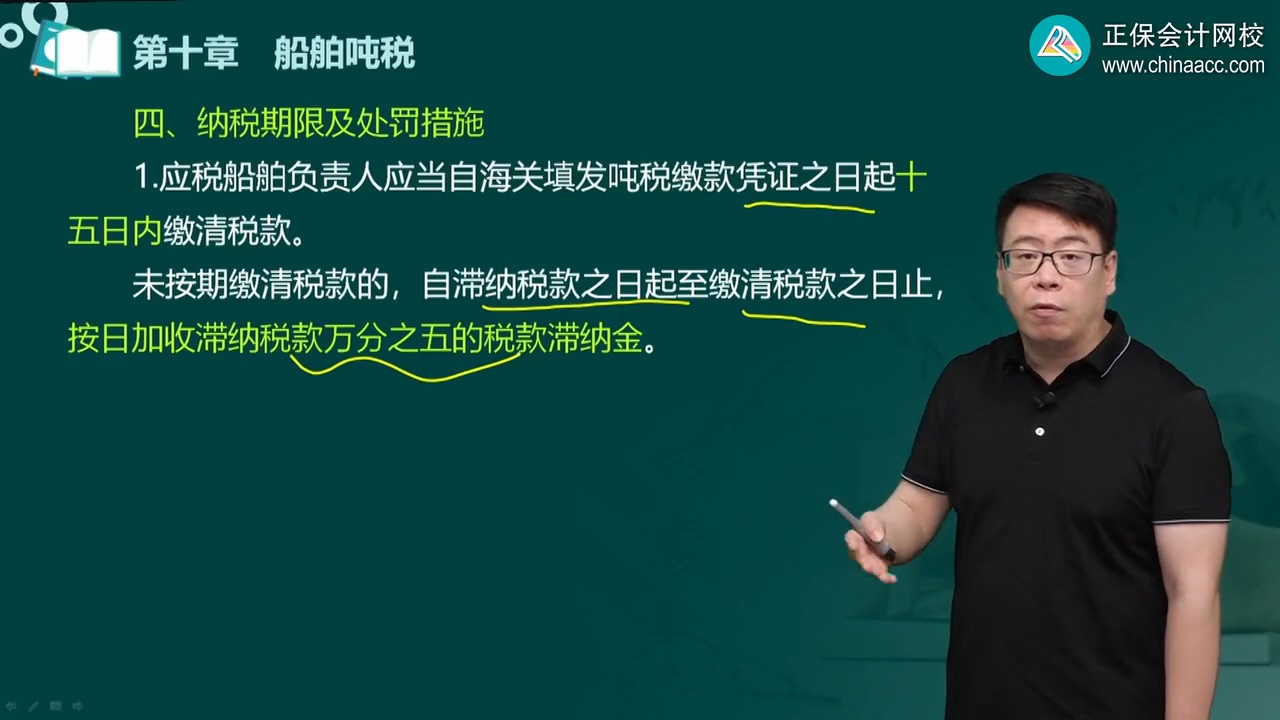 第十章 船舶吨税
正保会计网校
www.chinaacc.com
四、纳税期限及处罚措施
1.应税船舶负责人应当自海关填发吨税缴款凭证之日起十
五日内缴清税款。
未按期缴清税款的，自滞纳税款之日起至缴清税款之日止，
按日加收滞纳税款万分之五的税款滞纳金。